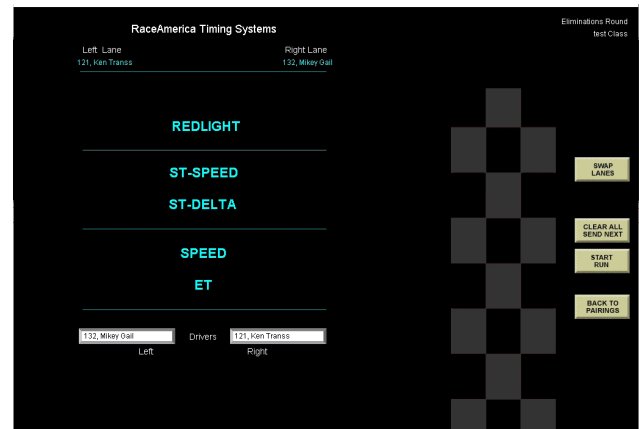 RaceAmerica Timing Systems
Eliminations Round
test Class
Left Lane
Right Lane
121, Ken Transs
132, Mikey Gail
REDLIGHT
ST-SPEED
ST-DELTA
SPEED
ET
132, Mikey Gail
Drivers
121, Ken Transs
Left
Right
SWAP
LANES
CLEAR ALL
SEND NEXT
START
RUN
BACK TO
PAIRINGS